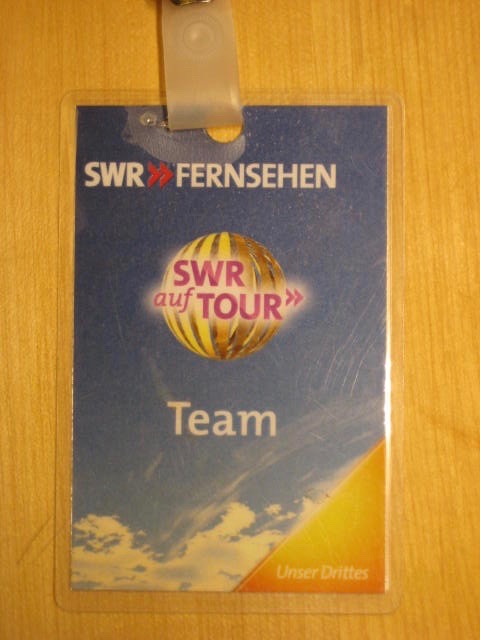 SWR»FERNSEHEN
SWR
auf TOUR»
Team
Unser Drittes